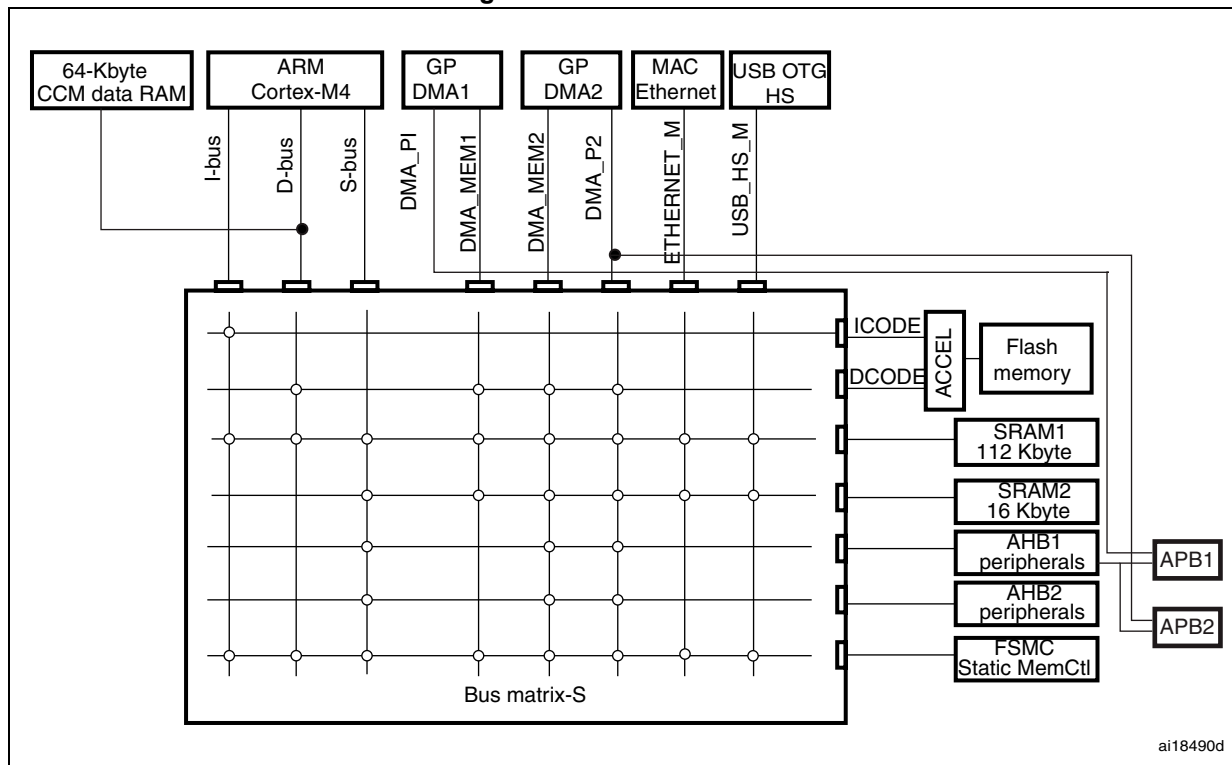 64-Kbyte
CCM data RAM
ARM
Cortex-M4
GP
DMA1
GP
DMA2
MAC
Ethernet
USB OTG
HS
I-bus
D-bus
S-bus
DMA_PI
DMA_MEM1
DMA_MEM2
DMA_P2
ETHERNET_M
USB_HS_M
ICODE
DCODE
ACCEL
Flash
memory
SRAM1
112 Kbyte
SRAM2
16 Kbyte
AHB1
peripherals
AHB2
peripherals
FSMC
Static MemCtl
APB1
APB2
Bus matrix-S
ai18490d